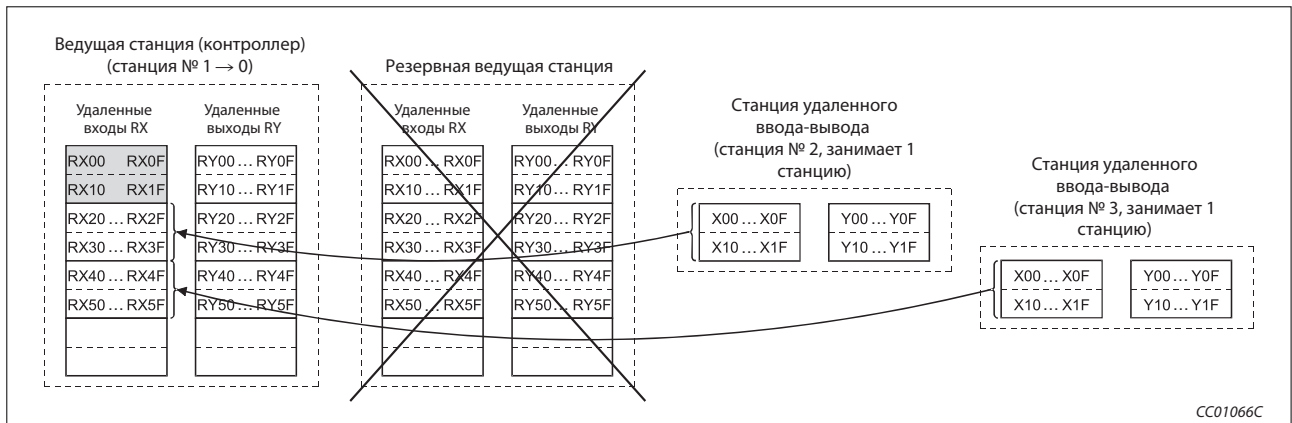 Ведущая станция (контроллер)
(станция № 1 → 0)
Удаленные
входы RX
Удаленные
выходы RY
RX00 RX0F
RY00 … RY0F
RX10 RX1F
RY10 … RY1F
RX20 … RX2F
RY20 … RY2F
RX30 … RX3F
RY30 … RY3F
RX40 … RX4F
RY40 … RY4F
RX50 … RX5F
RY50 … RY5F
Резервная ведущая станция
Удаленные
входы RX
Удаленные
выходы RY
RX00 … RX0F
RY00 … RY0F
RX10 … RX1F
RY10 … RY1F
RX20 … RX2F
RY20 … RY2F
RX30 … RX3F
RY30 … RY3F
RX40 … RX4F
RY40 … RY4F
RX50 … RX5F
RY50 … RY5F
Станция удаленного
ввода-вывода
(станция № 2, занимает 1
станцию)
X00 … X0F
Y00 … Y0F
X10 … X1F
Y10 … Y1F
Станция удаленного
ввода-вывода
(станция № 3, занимает 1
станцию)
X00 … X0F
Y00 … Y0F
X10 … X1F
Y10 … Y1F
CC01066C